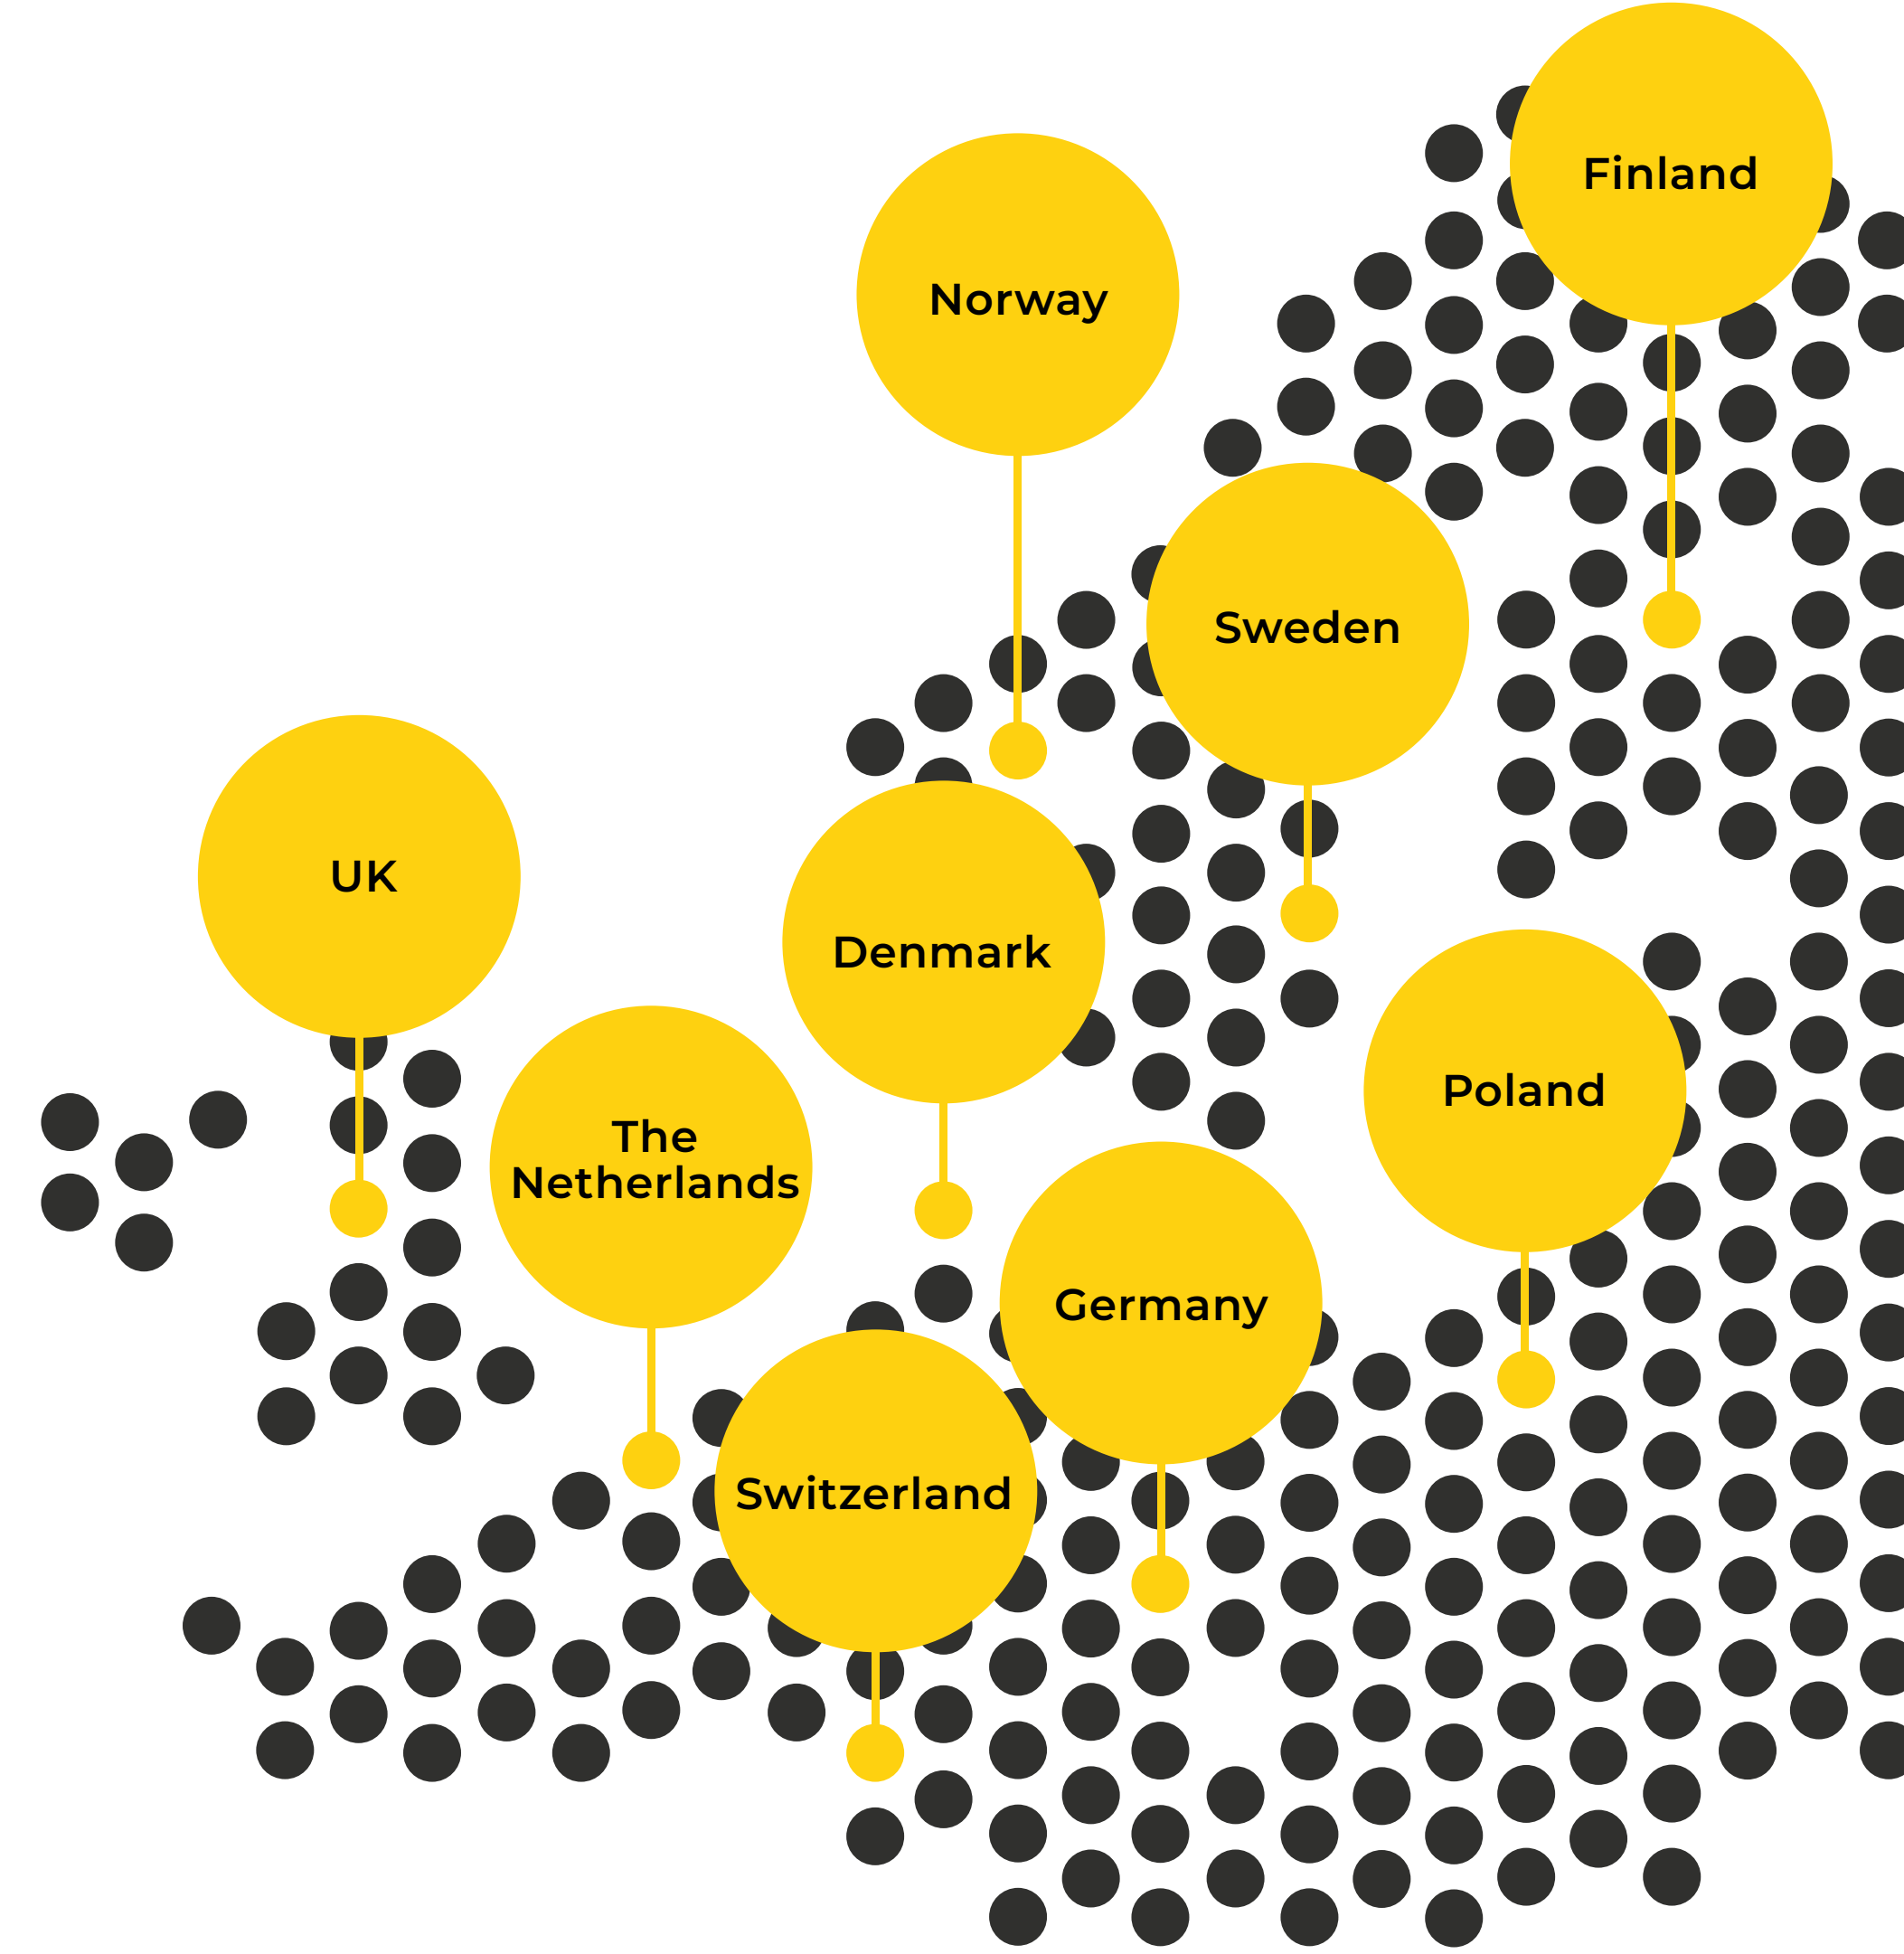 Finland
Norway
Sweden
UK
Denmark
Poland
The
Netherlands
Germany
Switzerland